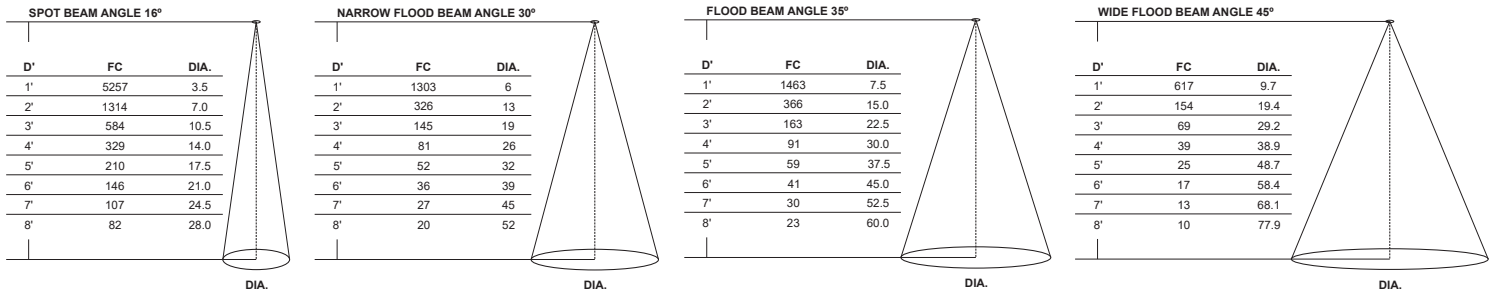 SPOT BEAM ANGLE 16º
D' FC DIA.
1' 5257 3.5
2' 1314 7.0
3' 584 10.5
4' 329 14.0
5' 210 17.5
6' 146 21.0
7' 107 24.5
8' 82 28.0
DIA.
NARROW FLOOD BEAM ANGLE 30º
D' FC DIA.
1' 1303 6
2' 326 13
3' 145 19
4' 81 26
5' 52 32
6' 36 39
7' 27 45
8' 20 52
DIA.
FLOOD BEAM ANGLE 35º
D' FC DIA.
1' 1463 7.5
2' 366 15.0
3' 163 22.5
4' 91 30.0
5' 59 37.5
6' 41 45.0
7' 30 52.5
8' 23 60.0
DIA.
WIDE FLOOD BEAM ANGLE 45º
D' FC DIA.
1' 617 9.7
2' 154 19.4
3' 69 29.2
4' 39 38.9
5' 25 48.7
6' 17 58.4
7' 13 68.1
8' 10 77.9
DIA.